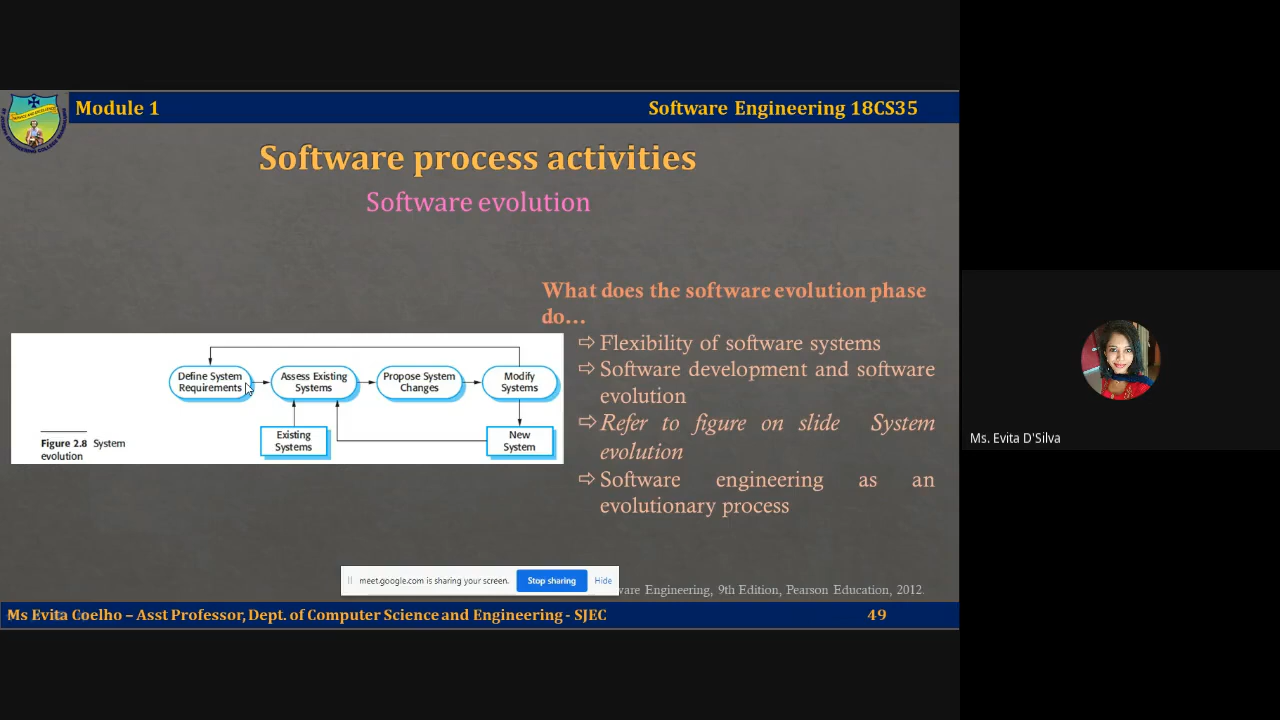 Module 1
Software Engineering 18CS35
Software process activities
Software evolution
What does the software evolution phase
do...
⇨ Flexibility of software systems
⇨ Software development and software
evolution
⇨ Refer to figure on slide System
evolution
⇨ Software engineering as an
evolutionary process
Define System
Requirements
Assess Existing
Systems
Propose System
Changes
Modify
Systems
Existing
Systems
New
System
Figure 2.8 System
evolution
meet.google.com is sharing your screen.
Stop sharing
Hide
Engineering, 9th Edition, Pearson Education, 2012.
Ms Evita Coelho – Asst Professor, Dept. of Computer Science and Engineering - SJEC
49
Ms. Evita D'Silva